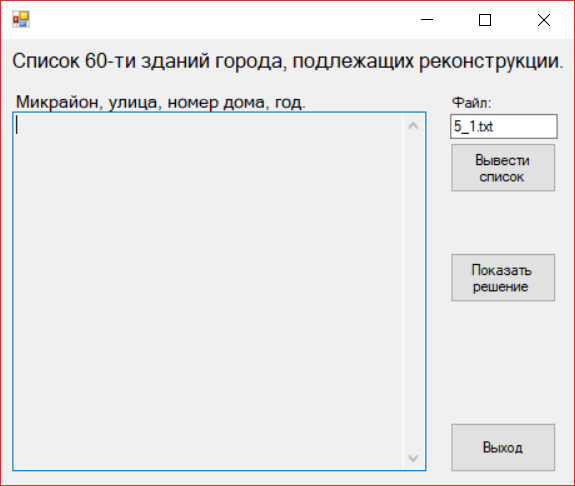 Список 60-ти зданий города, подлежащих реконструкции.
Микрайон, улица, номер дома, год.
Файл:
5_1.txt
Вывести
список
Показать
решение
Выход